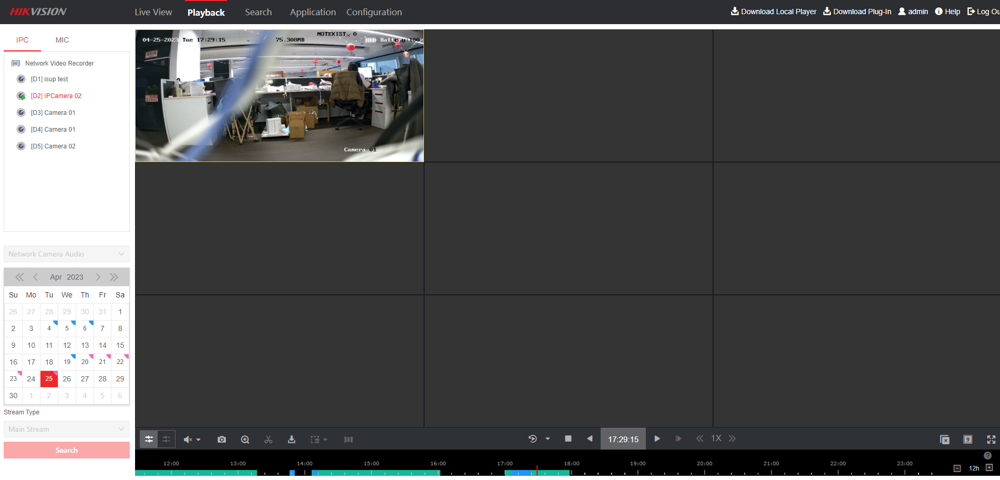 HIKVISION
Live View
Playback
Search
Application
Configuration
Download Local Player
Download Plug-In
admin
Help
Log Ou
IPC
MIC
Network Video Recorder
[D1] isup test
[D2] IPCamera 02
[D3] Camera 01
[D4] Camera 01
[D5] Camera 02
04-25-2023 Tue 17:29:15
75.308MB
NOTEXIST 0
Battery:100%
Camera 01
Network Camera Audio
Apr 2023
Su Mo Tu We Th Fr Sa
26 27 28 29 30 31 1
2 3 4 5 6 7 8
9 10 11 12 13 14 15
16 17 18 19 20 21 22
23 24 25 26 27 28 29
30 1 2 3 4 5 6
Stream Type
Main Stream
Search
17:29:15
1X
9
12:00 13:00 14:00 15:00 16:00 17:00 18:00 19:00 20:00 21:00 22:00 23:00
12h